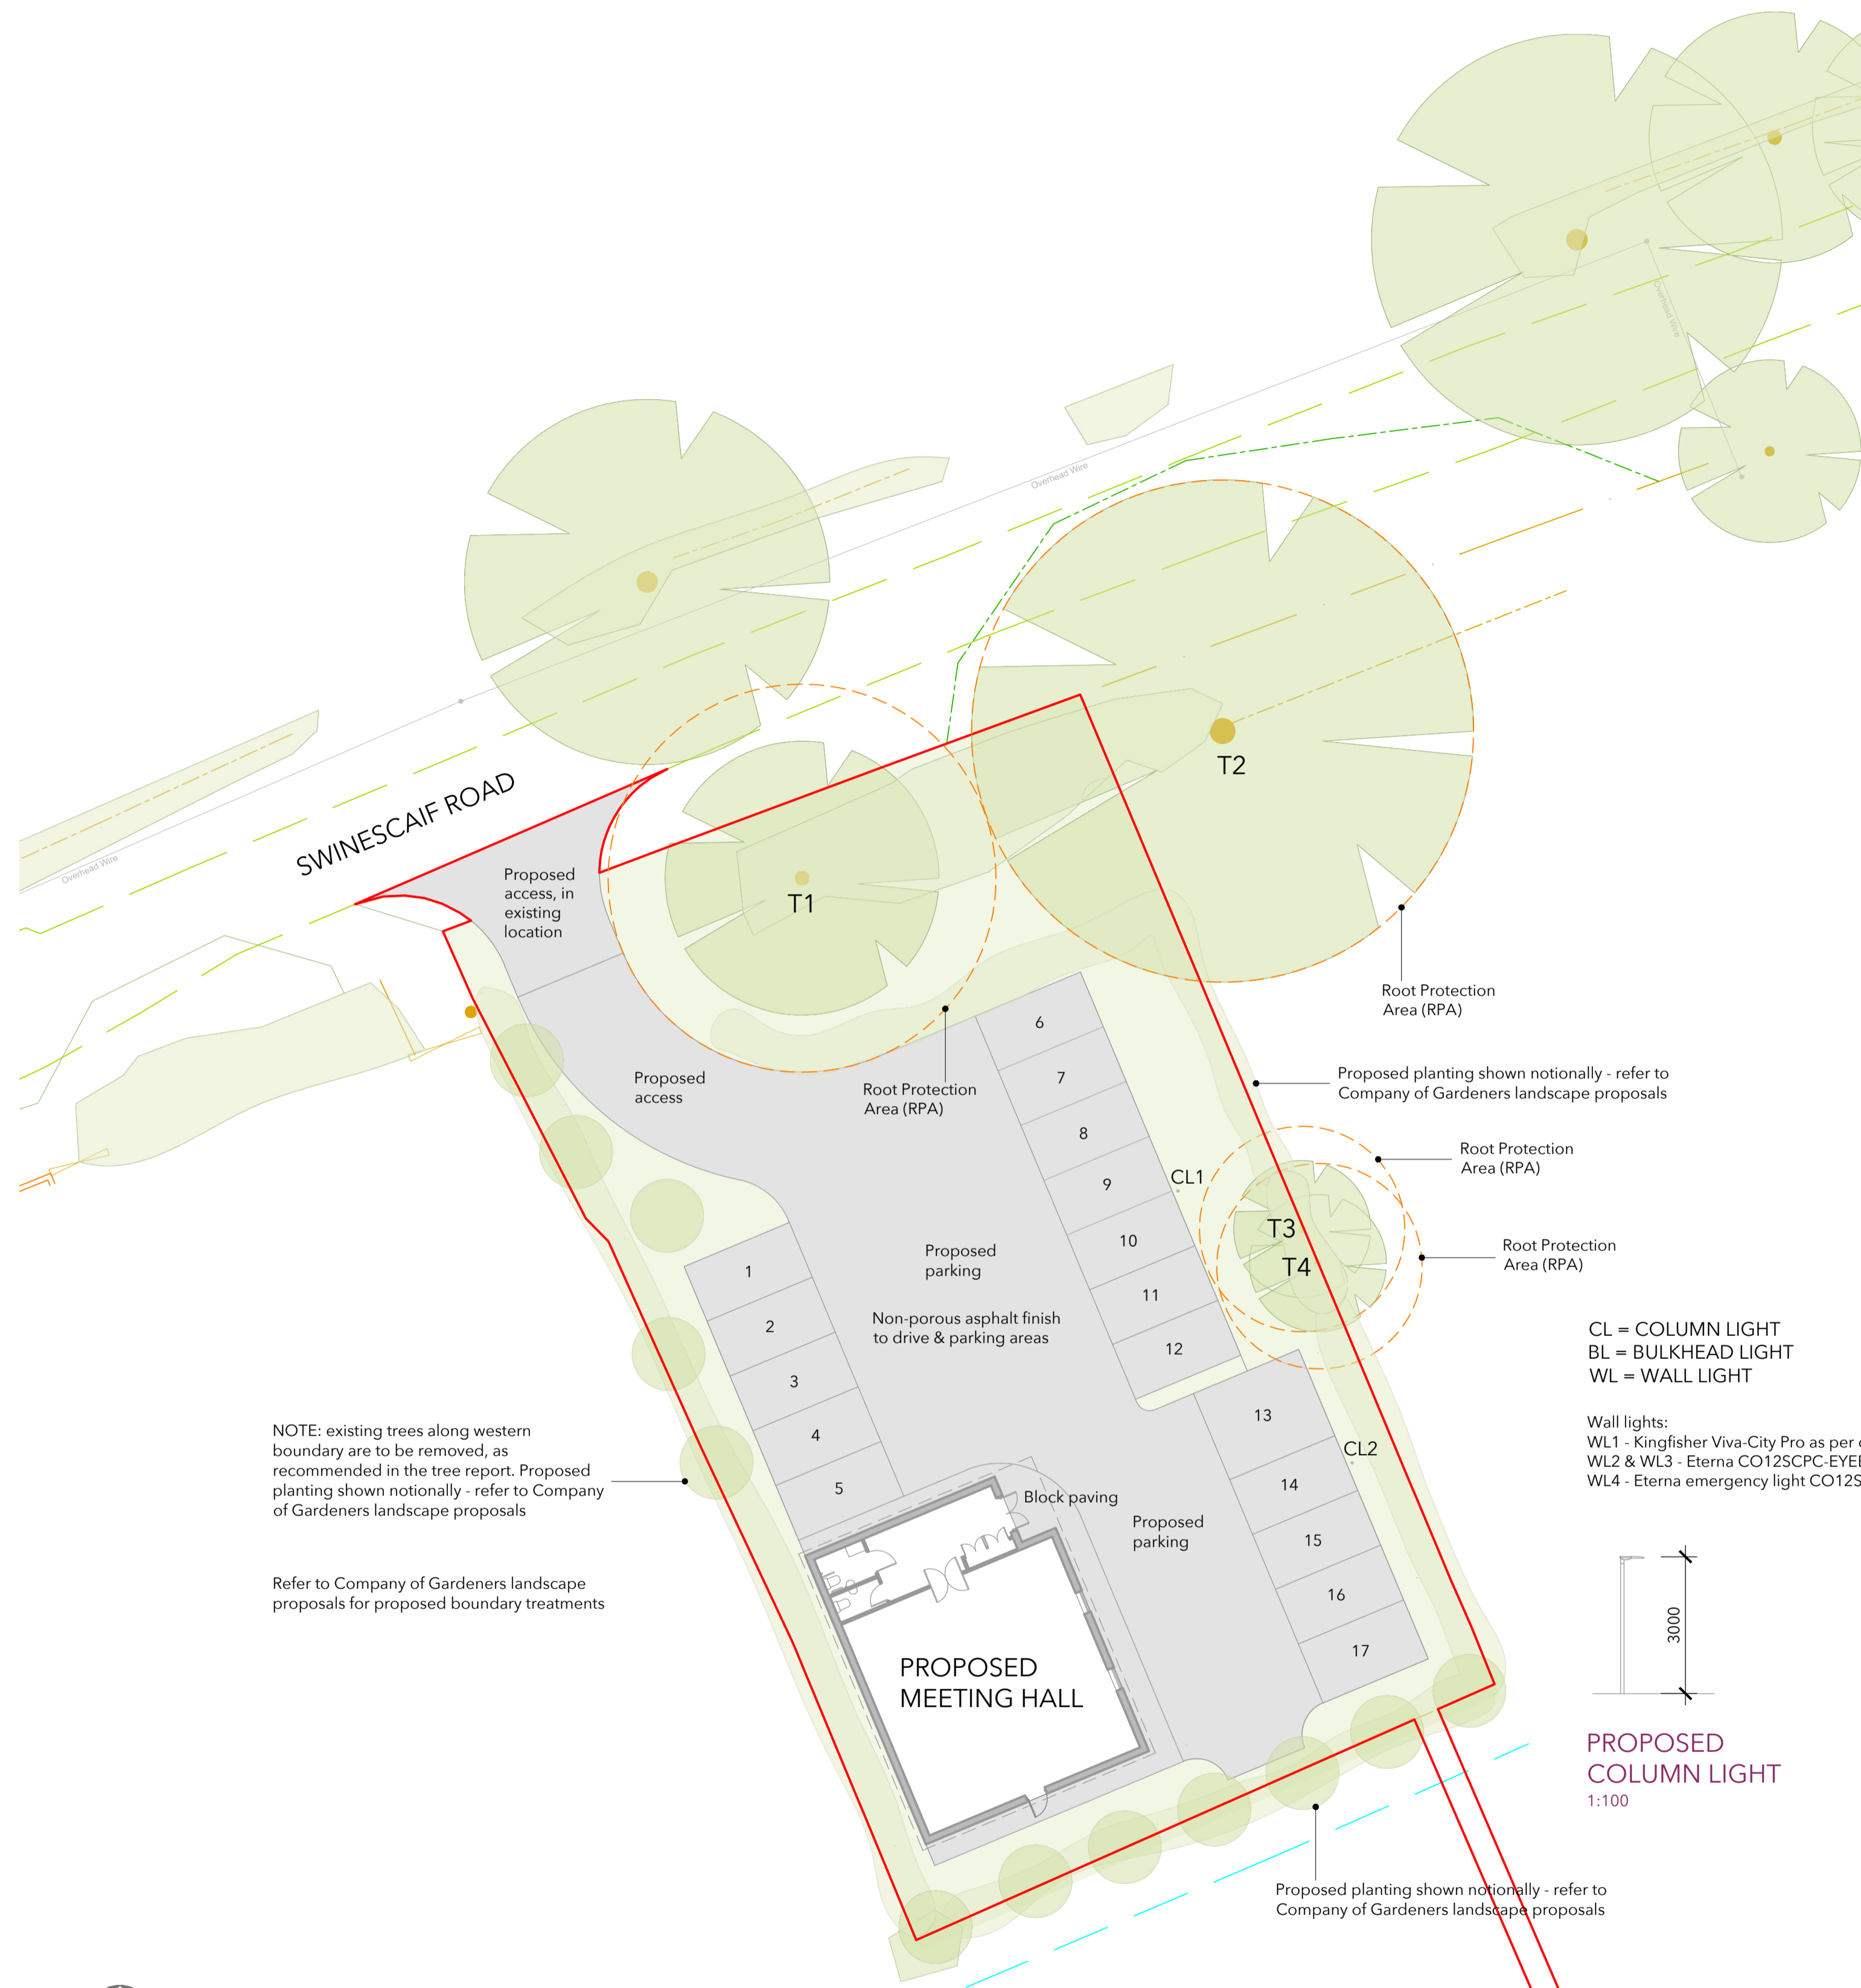 Overhead Wire
Overhead Wire
T2
SWINESCAIF ROAD
Overhead Wire
Proposed
access, in
existing
location
T1
Root Protection
Area (RPA)
6
Proposed
access
Root Protection
Area (RPA)
7
Proposed planting shown notionally - refer to
Company of Gardeners landscape proposals
8
Root Protection
Area (RPA)
9
CL1
T3
10
Proposed
parking
Root Protection
Area (RPA)
T4
1
11
2
Non-porous asphalt finish
to drive & parking areas
12
3
CL = COLUMN LIGHT
BL = BULKHEAD LIGHT
WL = WALL LIGHT
13
Wall lights:
WL1 - Kingfisher Viva-City Pro as per
WL2 & WL3 - Eterna
WL4 - Eterna emergency light
NOTE: existing trees along western
boundary are to be removed, as
recommended in the tree report. Proposed
planting shown notionally - refer to Company
of Gardeners landscape proposals
4
CL2
5
14
Block paving
Proposed
parking
15
Refer to Company of Gardeners landscape
proposals for proposed boundary treatments
16
3000
17
PROPOSED
MEETING HALL
PROPOSED
COLUMN LIGHT
1:100
Proposed planting shown notionally - refer to
Company of Gardeners landscape proposals